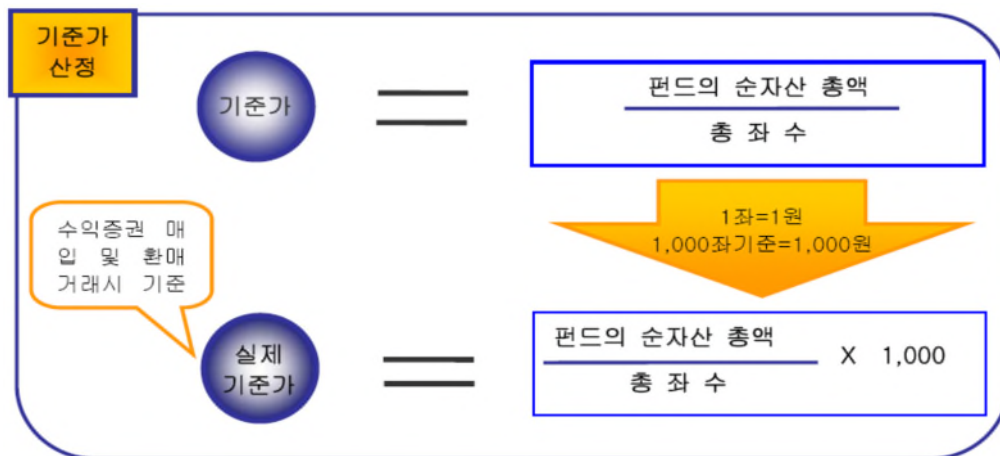 기준가
산정
기준가
펀드의 순자산 총액
총 좌 수
1좌=1원
1,000좌기준=1,000원
수익증권 매
입 및 환매
거래시 기준
실제
기준가
펀드의 순자산 총액
총 좌 수
X 1,000